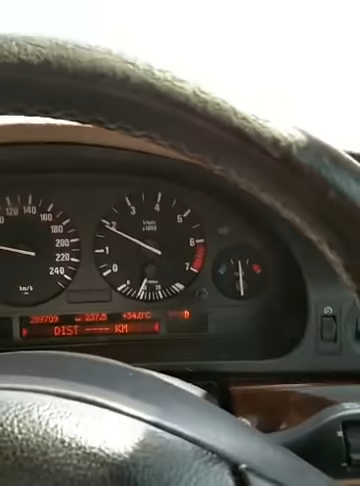 120 140 160 180 200 220 240
km/h
0 1 2 3 4 5 6 7
1/min
x1000
289709 237.5 +34.0°C
DIST ---- KM